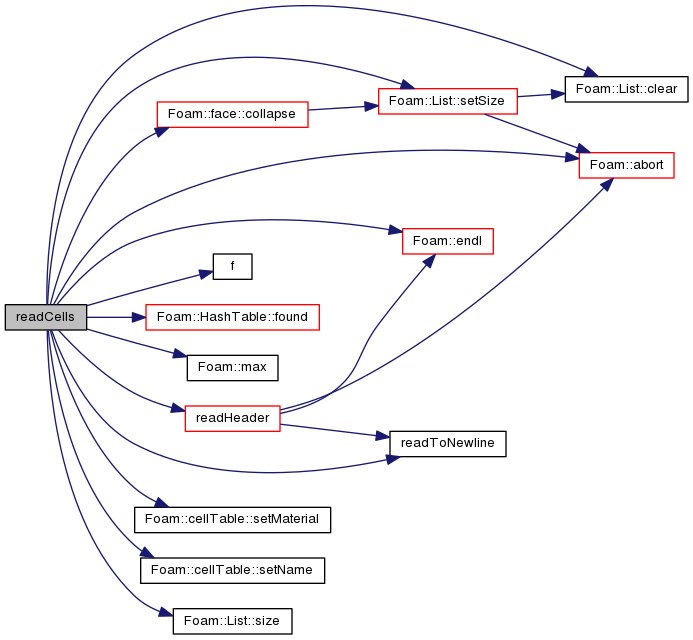 Foam::List::clear
Foam::List::setSize
Foam::face::collapse
Foam::abort
Foam::endl
f
readCells
Foam::HashTable::found
Foam::max
readHeader
readToNewline
Foam::cellTable::setMaterial
Foam::cellTable::setName
Foam::List::size